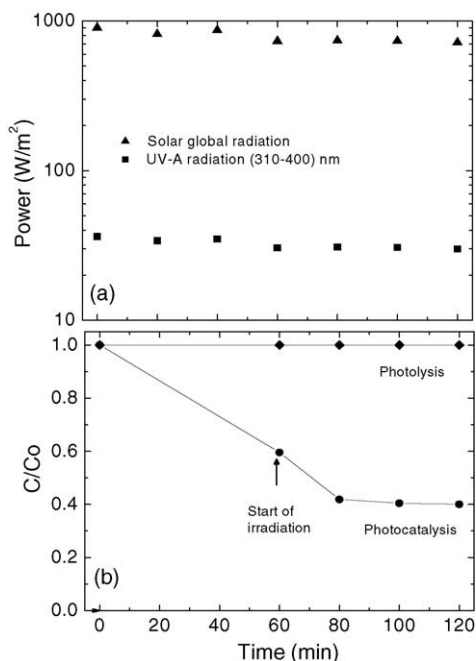 1000
100
10
Power (W/m²)
Solar global radiation
UV-A radiation (310-400) nm
(a)
1.0
0.8
0.6
0.4
0.2
0.0
C/Co
Photolysis
Start of
irradiation
Photocatalysis
(b)
0 20 40 60 80 100 120
Time (min)